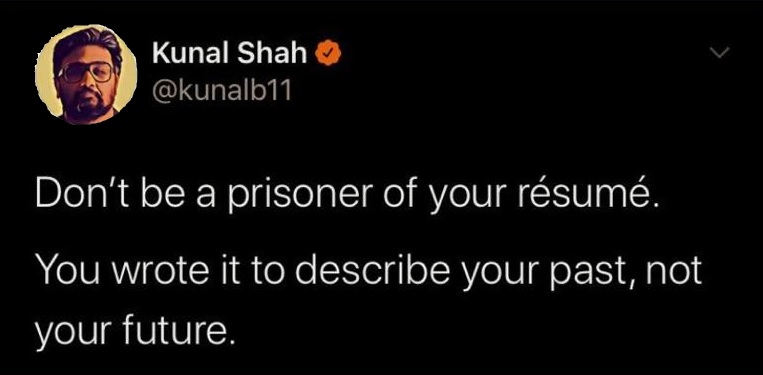 Kunal Shah
@kunalb11
Don't be a prisoner of your résumé.
You wrote it to describe your past, not
your future.